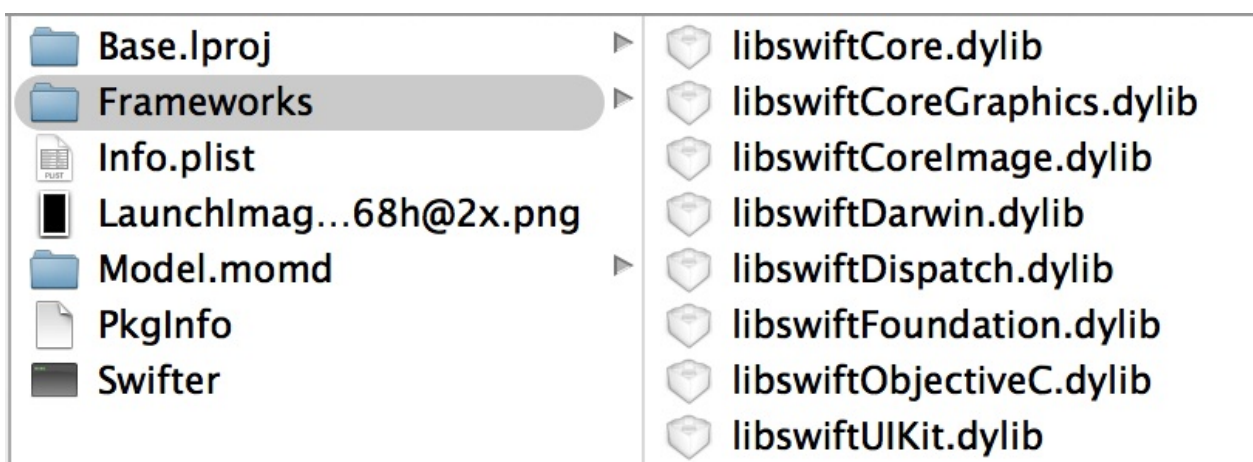 Base.lproj
Frameworks
Info.plist
LaunchImag...68h@2x.png
Model.momd
PkgInfo
Swifter
libswiftCore.dylib
libswiftCoreGraphics.dylib
libswiftCoreImage.dylib
libswiftDarwin.dylib
libswiftDispatch.dylib
libswiftFoundation.dylib
libswiftObjectiveC.dylib
libswiftUIKit.dylib
PLIST